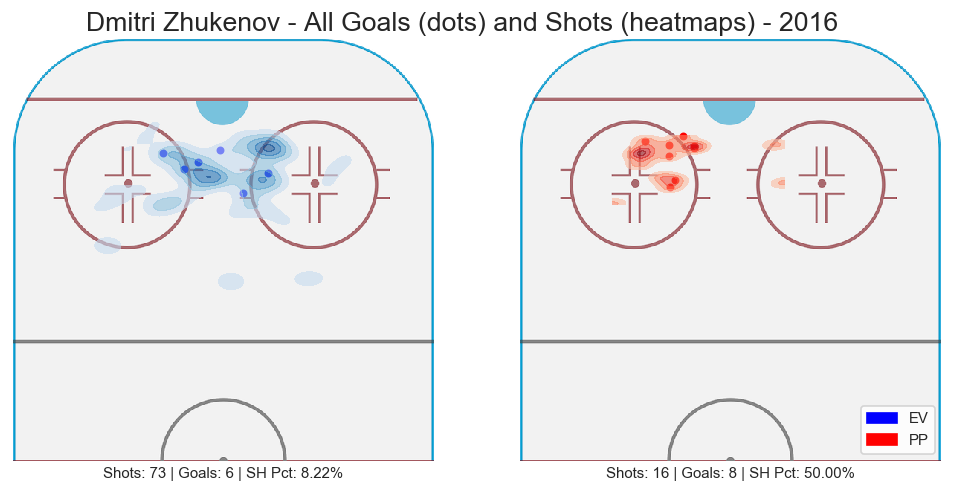 Dmitri Zhukenov - All Goals (dots) and Shots (heatmaps) - 2016
EV
PP
Shots: 73 | Goals: 6 | SH Pct: 8.22%
Shots: 16 | Goals: 8 | SH Pct: 50.00%